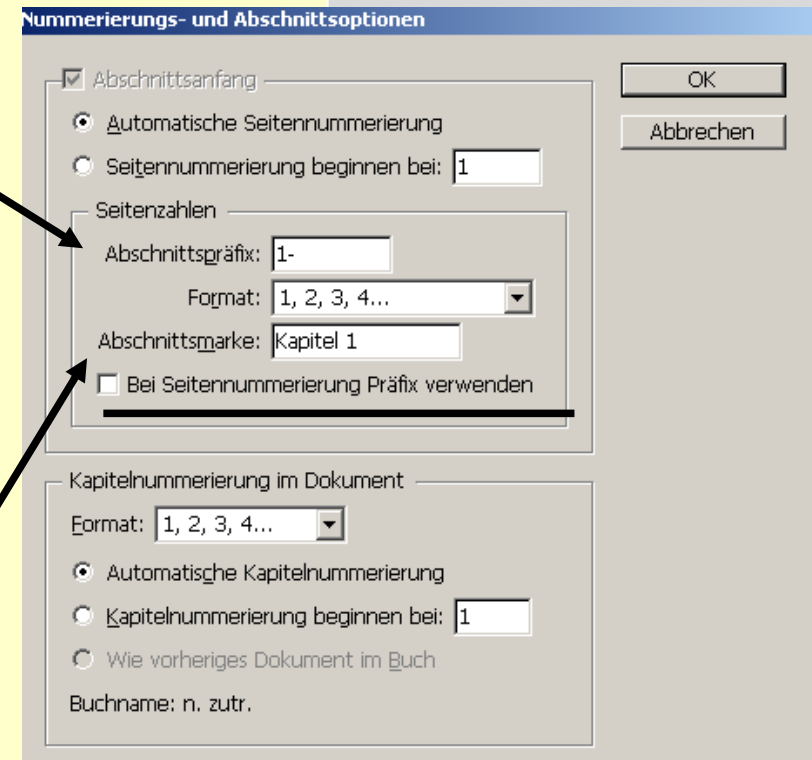 Nummerierungs- und Abschnittsoptionen
Abschnittsanfang
OK
Automatische Seitennummerierung
Abbrechen
Seitennummerierung beginnen bei: 1
Seitenzahlen
Abschnittspräfix: 1-
Format: 1, 2, 3, 4...
Abschnittsmarke: Kapitel 1
Bei Seitennummerierung Präfix verwenden
Kapitelnummerierung im Dokument
Format: 1, 2, 3, 4...
Automatische Kapitelnummerierung
Kapitelnummerierung beginnen bei: 1
Wie vorheriges Dokument im Buch
Buchname: n. zutr.